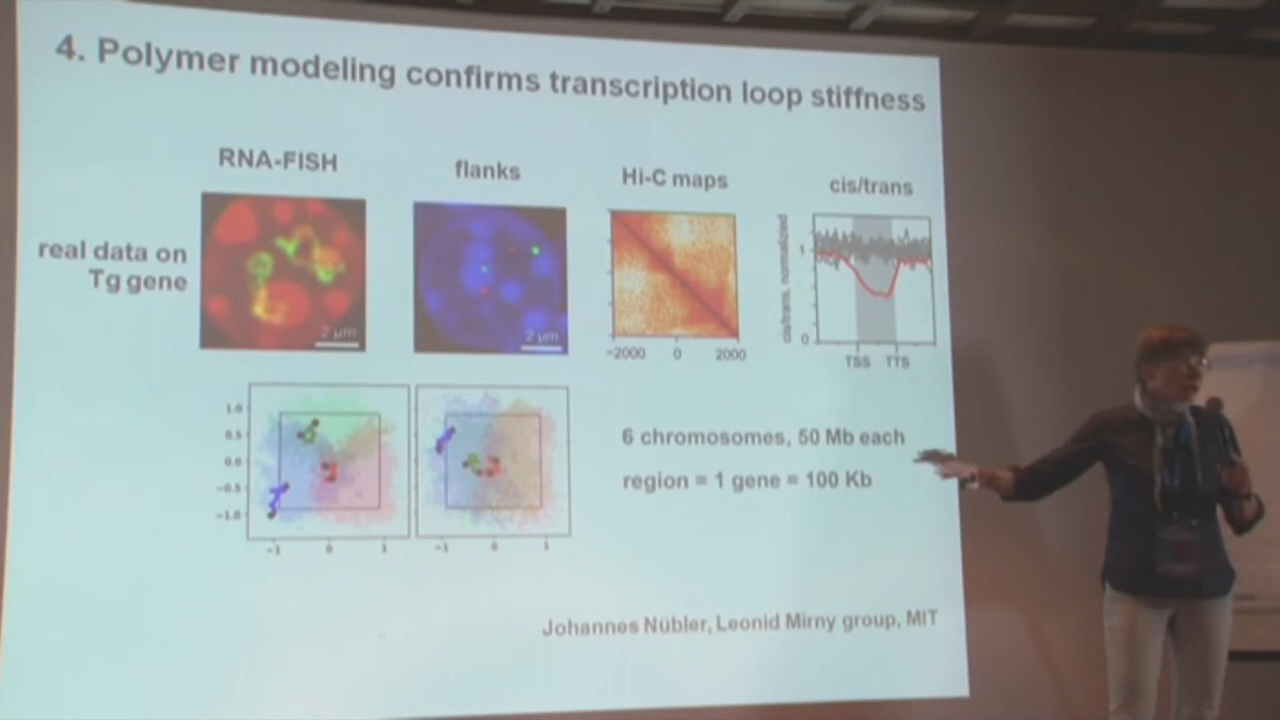 4. Polymer modeling confirms transcription loop stiffness
RNA-FISH
flanks
Hi-C maps
cis/trans
real data on
Tg gene
2 µm
2 µm
-2000 0 2000
cis/trans, normalized
1
0
TSS TTS
1.0
0.5
0.0
-0.5
-1.0
-1 0 1
-1 0 1
6 chromosomes, 50 Mb each
region = 1 gene = 100 Kb
Johannes Nübler, Leonid Mirny group, MIT